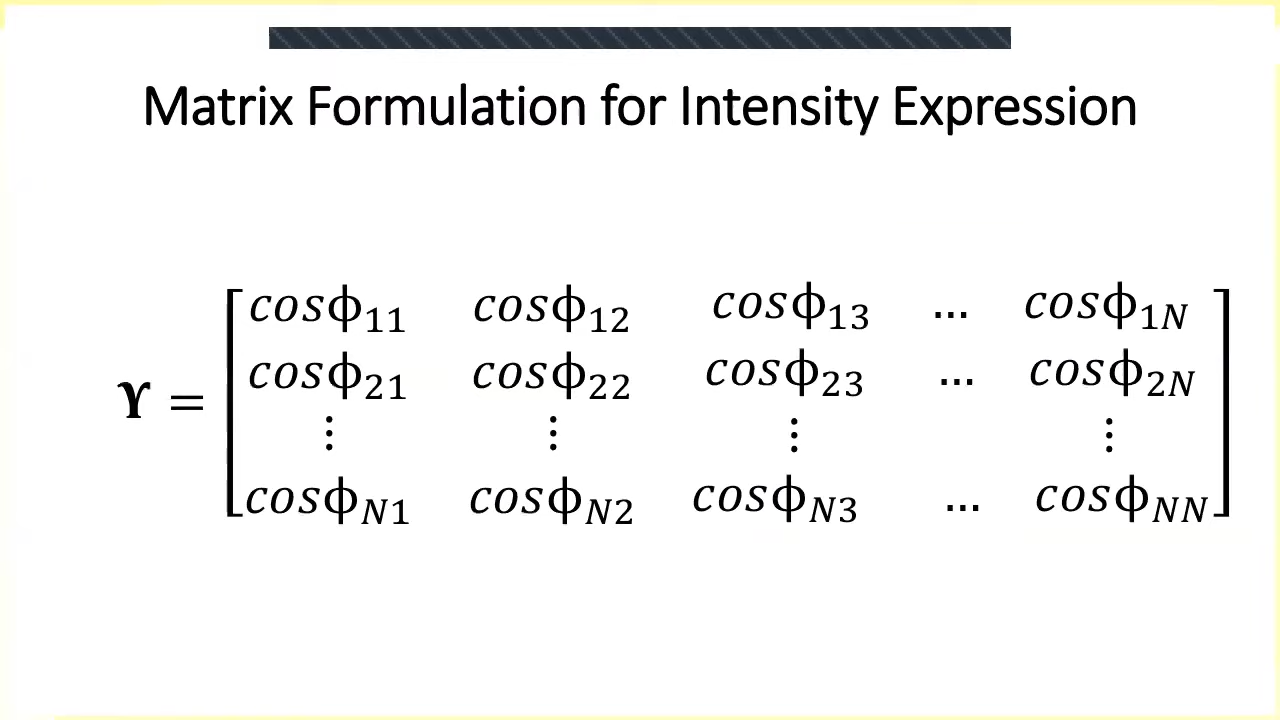 Matrix Formulation for Intensity Expression
cosϕ₁₁ cosϕ₁₂ cosϕ₁₃ … cosϕ₁N
cosϕ₂₁ cosϕ₂₂ cosϕ₂₃ … cosϕ₂N
ϒ =
⋮ ⋮ ⋮ ⋮
cosϕN₁ cosϕN₂ cosϕN₃ … cosϕNN